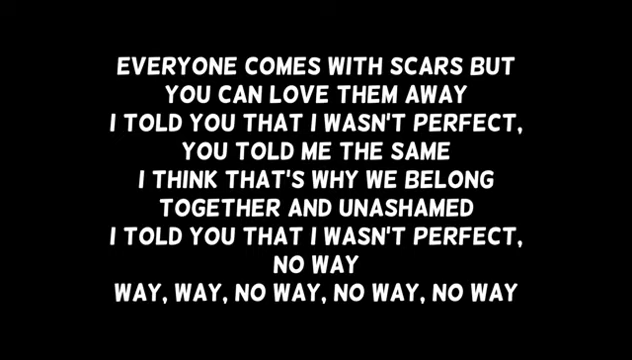 EVERYONE COMES WITH SCARS BUT
YOU CAN LOVE THEM AWAY
I TOLD YOU THAT I WASN'T PERFECT,
YOU TOLD ME THE SAME
I THINK THAT'S WHY WE BELONG
TOGETHER AND UNASHAMED
I TOLD YOU THAT I WASN'T PERFECT,
NO WAY
WAY, WAY, NO WAY, NO WAY, NO WAY